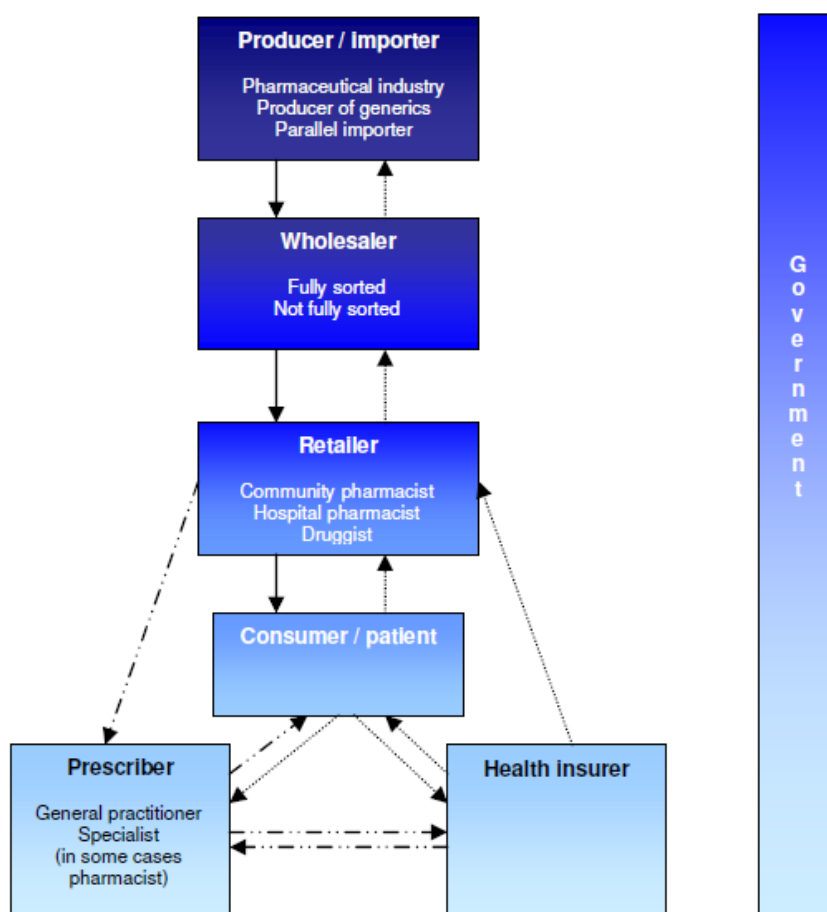 Producer / importer
Pharmaceutical industry
Producer of generics
Parallel importer
Wholesaler
Fully sorted
Not fully sorted
Retailer
Community pharmacist
Hospital pharmacist
Druggist
Consumer / patient
Prescriber
General practitioner
Specialist
(in some cases
pharmacist)
Health insurer
Government